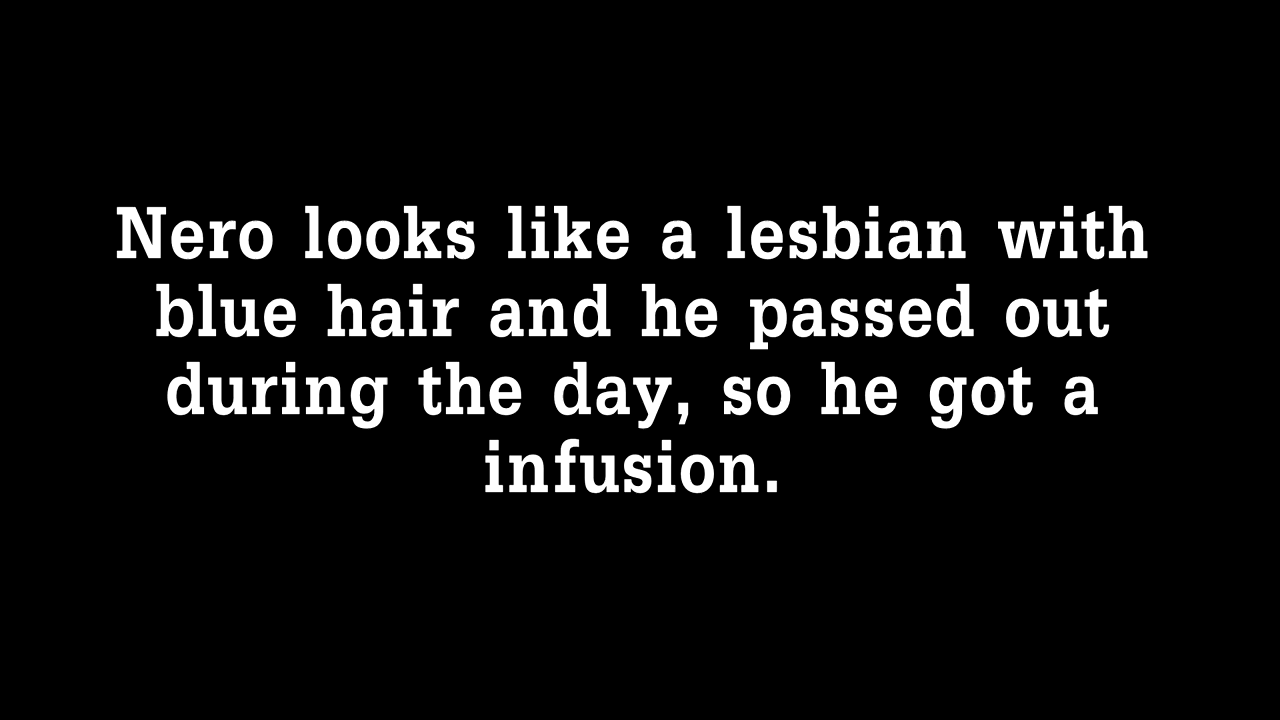 Nero looks like a lesbian with
blue hair and he passed out
during the day, so he got a
infusion.